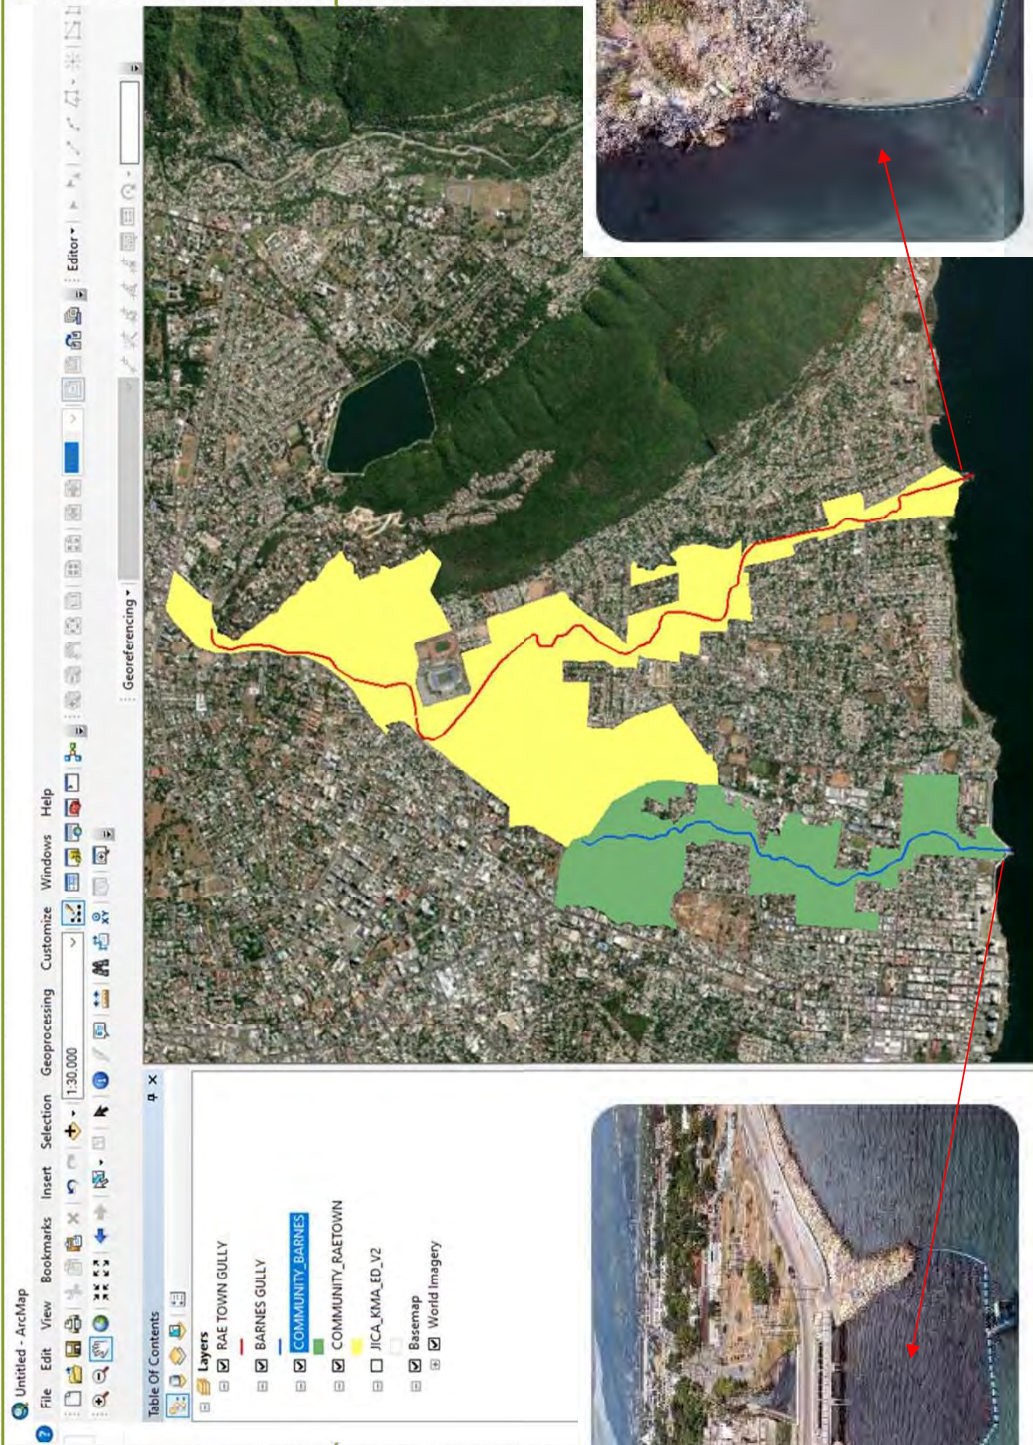 Untitled - ArcMap
File Edit View Bookmarks Insert Selection Geoprocessing Customize Windows Help
1:30,000
Editor
Georeferencing
Table Of Contents
Layers
RAE TOWN GULLY
BARNES GULLY
COMMUNITY_BARNES
COMMUNITY_RAETOWN
JICA_KMA_ED_V2
Basemap
World Imagery